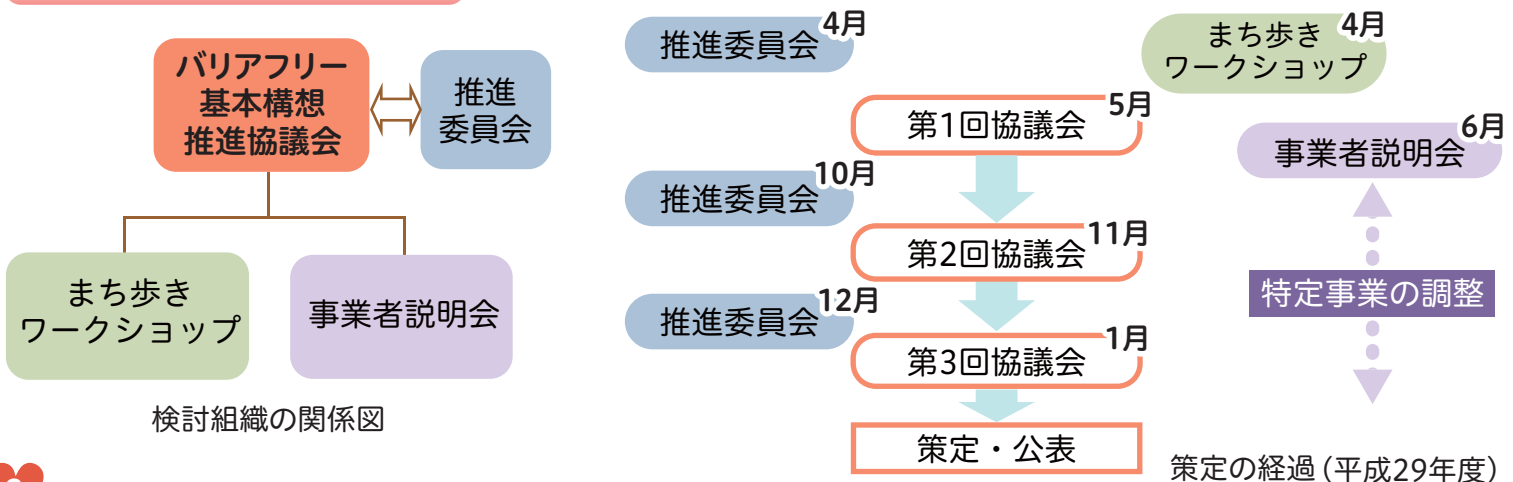 バリアフリー
基本構想
推進協議会
推進
委員会
まち歩き
ワークショップ
事業者説明会
検討組織の関係図
推進委員会
4月
まち歩き
ワークショップ
4月
第1回協議会
5月
事業者説明会
6月
推進委員会
10月
第2回協議会
11月
特定事業の調整
推進委員会
12月
第3回協議会
1月
策定・公表
策定の経過(平成29年度)